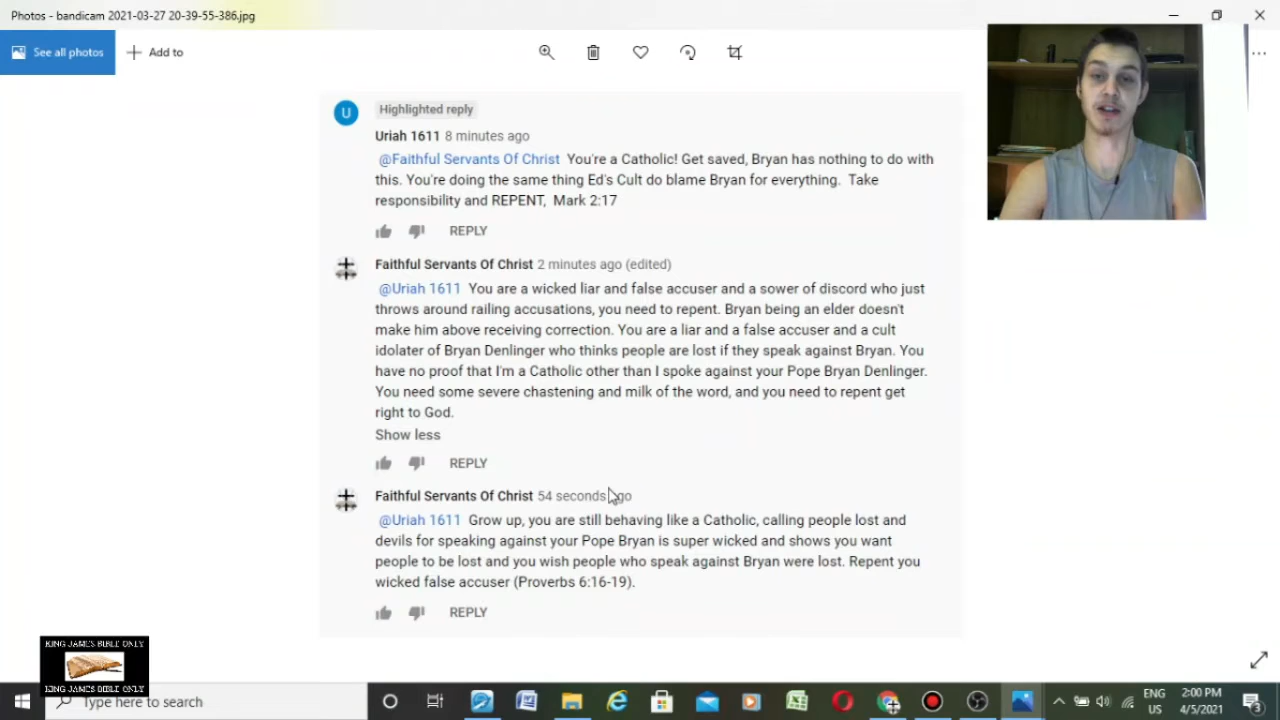 Photos - bandicam 2021-03-27 20-39-55-386.jpg
See all photos
Add to
Highlighted reply
U
Uriah 1611 8 minutes ago
@Faithful Servants Of Christ You're a Catholic! Get saved, Bryan has nothing to do with
this. You're doing the same thing Ed's Cult do blame Bryan for everything. Take
responsibility and REPENT, Mark 2:17
REPLY
Faithful Servants Of Christ 2 minutes ago (edited)
@Uriah 1611 You are a wicked liar and false accuser and a sower of discord who just
throws around railing accusations, you need to repent. Bryan being an elder doesn't
make him above receiving correction. You are a liar and a false accuser and a cult
idolater of Bryan Denlinger who thinks people are lost if they speak against Bryan. You
have no proof that I'm a Catholic other than I spoke against your Pope Bryan Denlinger.
You need some severe chastening and milk of the word, and you need to repent get
right to God.
Show less
REPLY
Faithful Servants Of Christ 54 seconds ago
@Uriah 1611 Grow up, you are still behaving like a Catholic, calling people lost and
devils for speaking against your Pope Bryan is super wicked and shows you want
people to be lost and you wish people who speak against Bryan were lost. Repent you
wicked false accuser (Proverbs 6:16-19).
REPLY
KING JAMES BIBLE ONLY
KING JAMES BIBLE ONLY
Type here to search
ENG
US
2:00 PM
4/5/2021
3